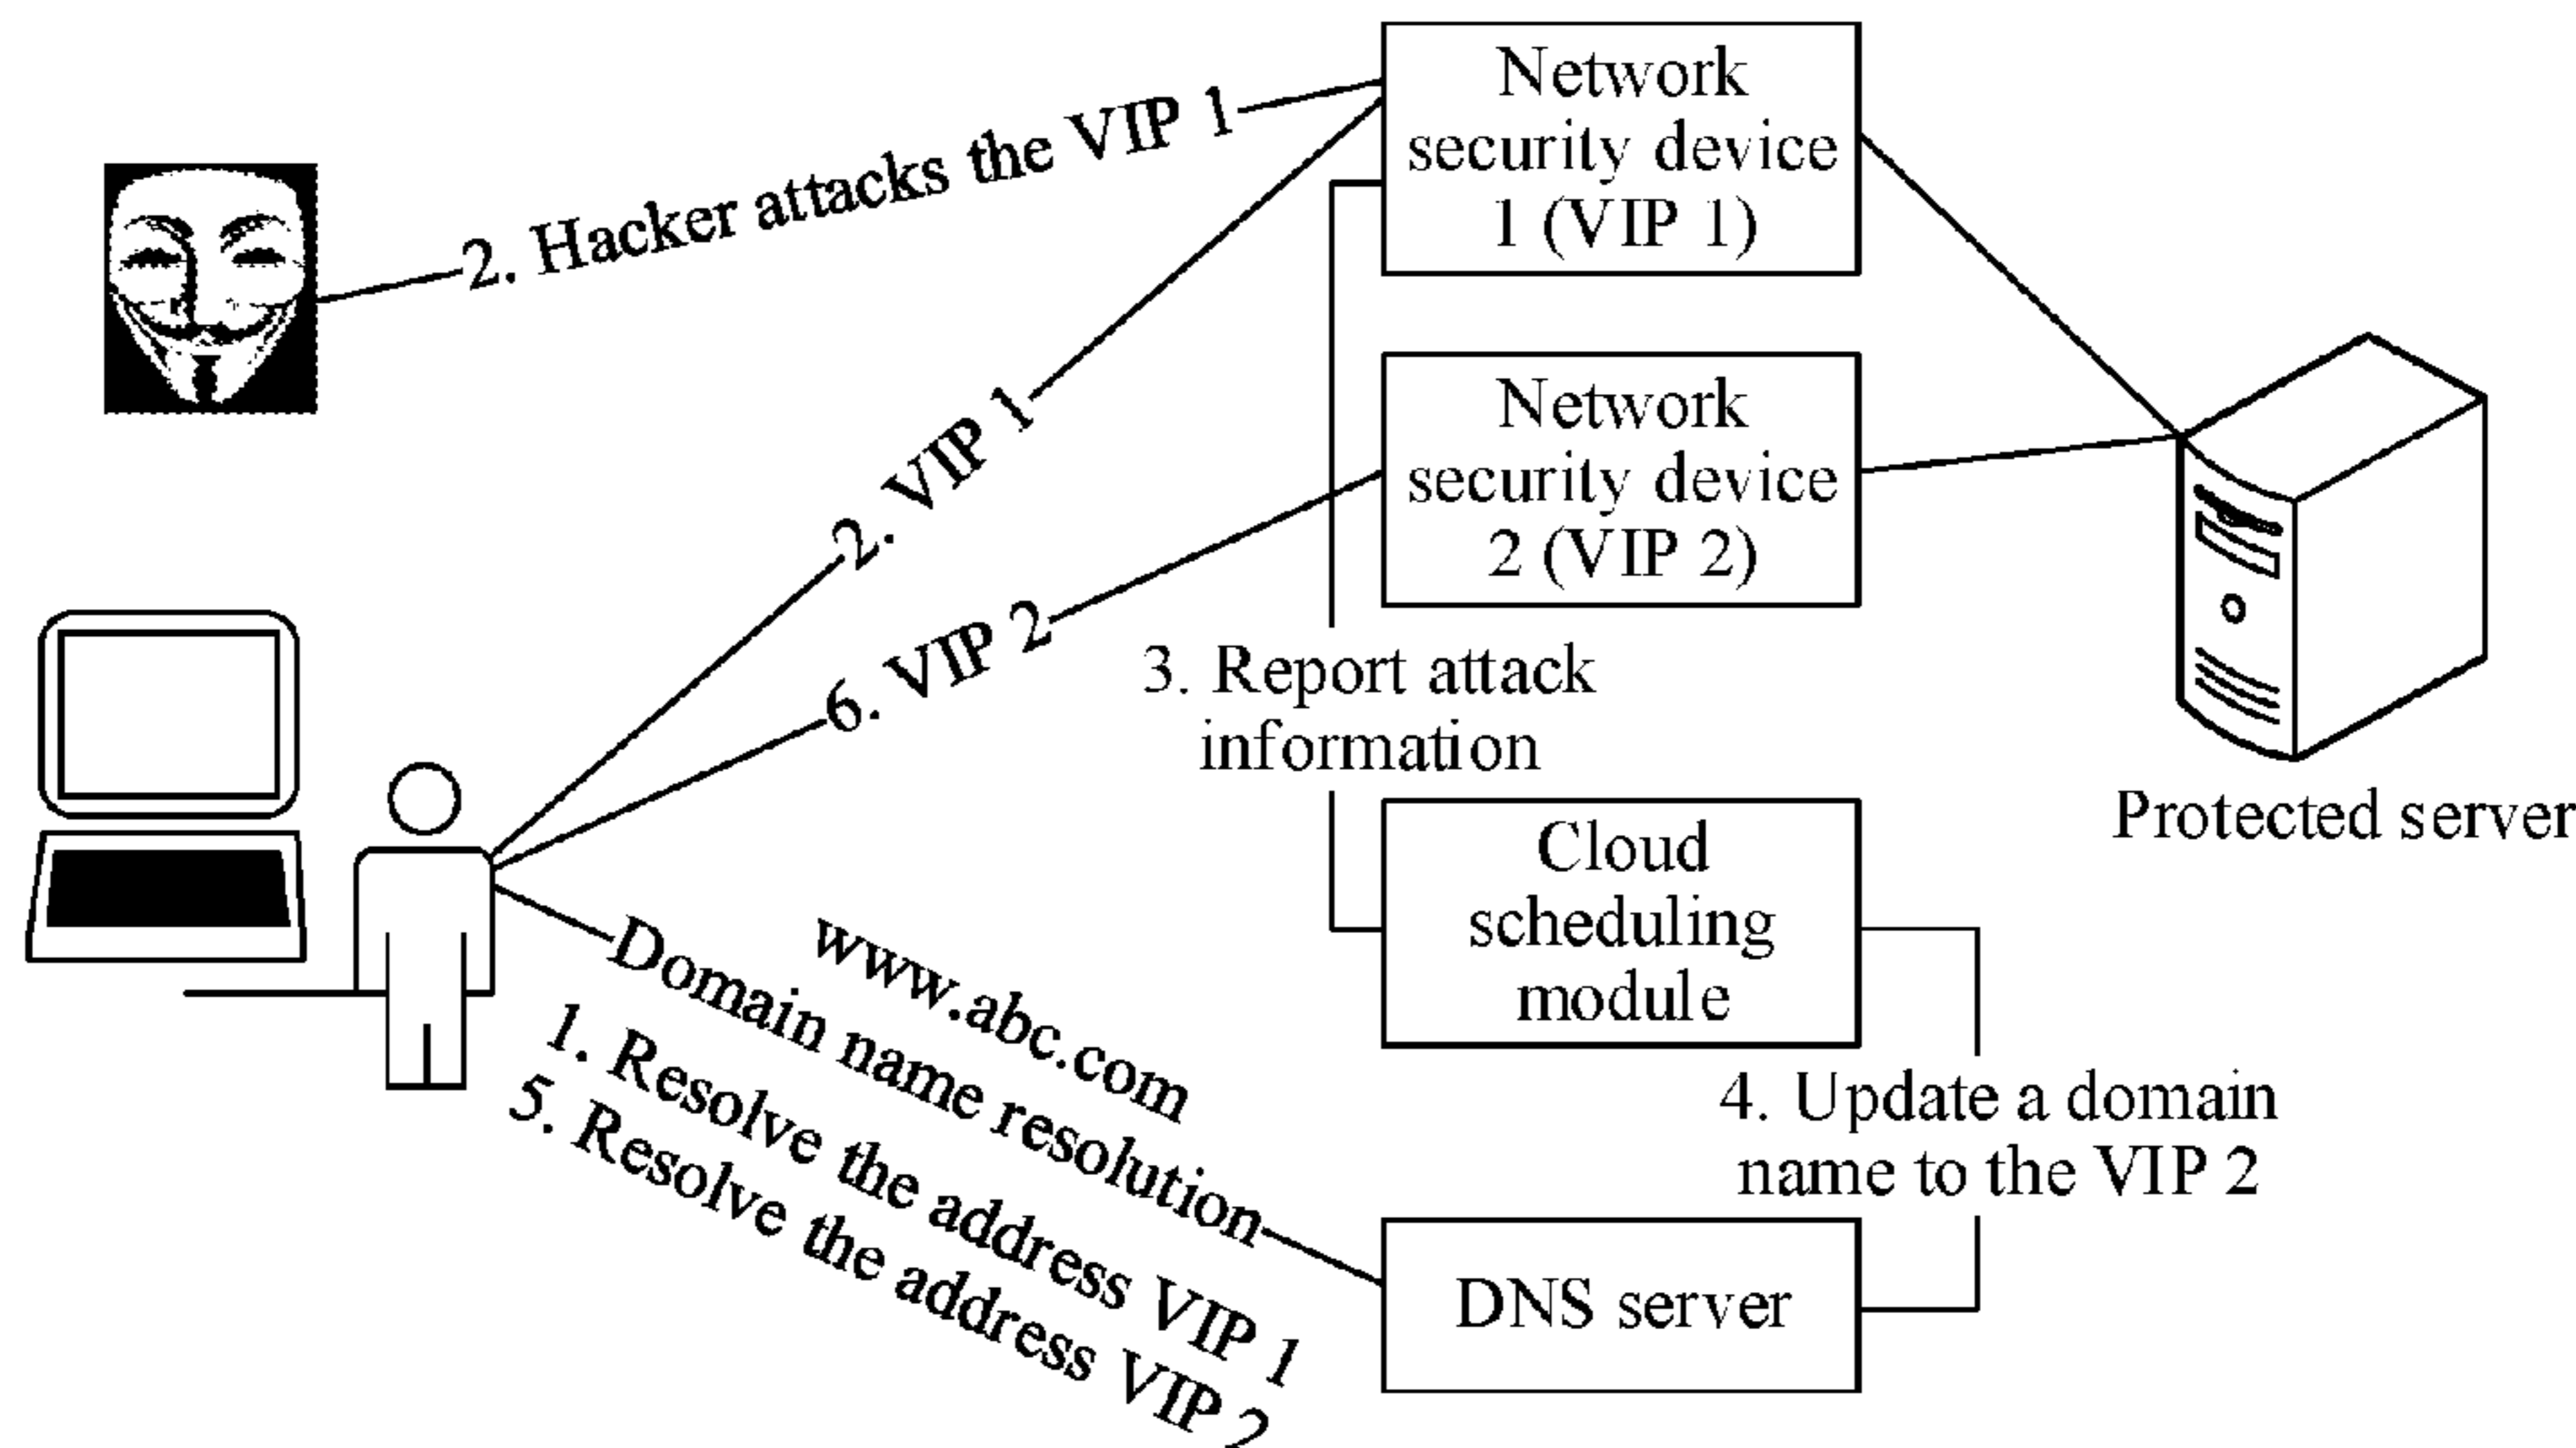 Network
security device
1 (VIP 1)
2. Hacker attacks the VIP 1
2. VIP 1
Network
security device
2 (VIP 2)
6. VIP 2
3. Report attack
information
Protected server
Cloud
scheduling
module
www.abc.com
Domain name resolution
1. Resolve the address VIP 1
5. Resolve the address VIP 2
4. Update a domain
name to the VIP 2
DNS server